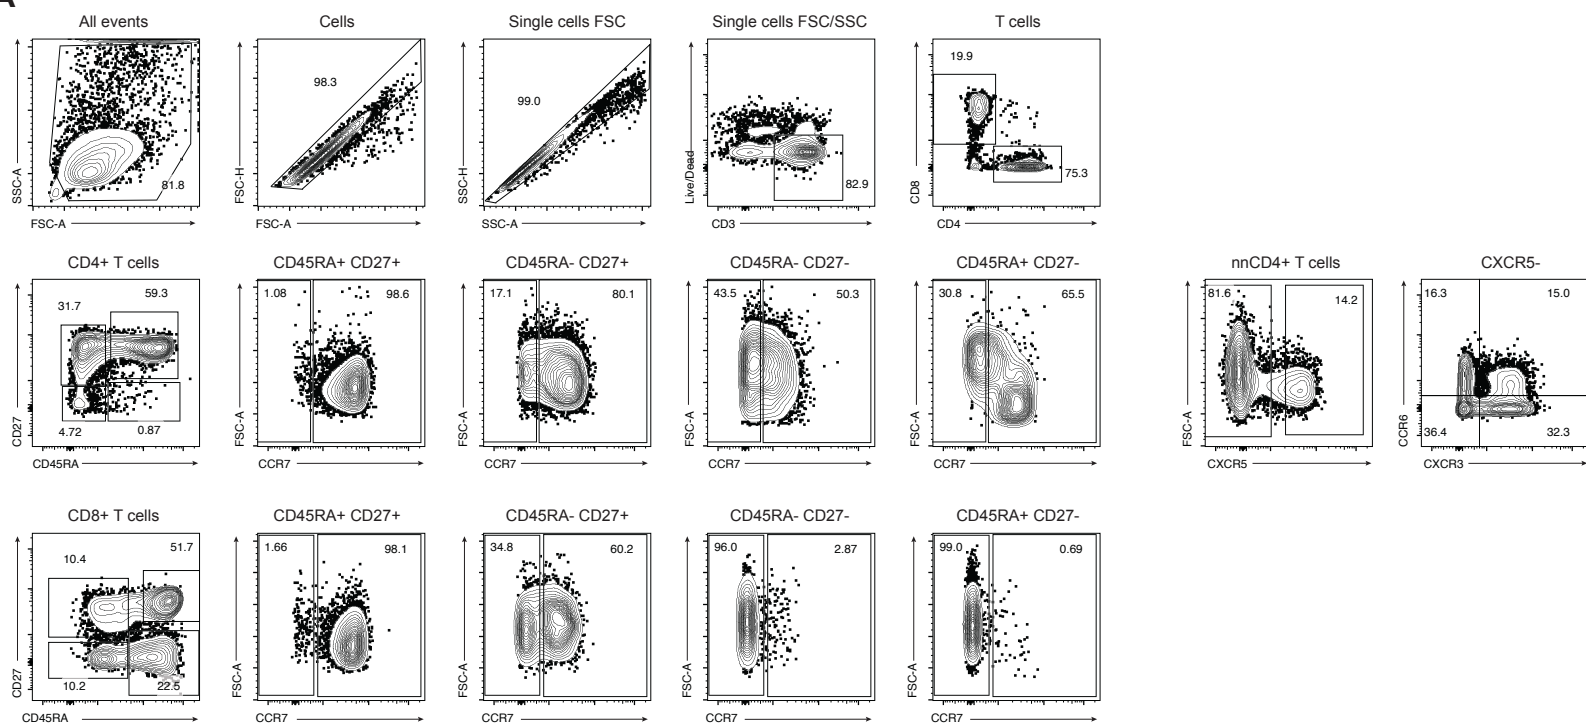 A
All events
Cells
Single cells FSC
Single cells FSC/SSC
T cells
81.8
SSC-A
FSC-A
98.3
FSC-H
FSC-A
99.0
SSC-H
SSC-A
82.9
Live/Dead
CD3
19.9
75.3
CD8
CD4
CD4+ T cells
CD45RA+ CD27+
CD45RA- CD27+
CD45RA- CD27-
CD45RA+ CD27-
nnCD4+ T cells
CXCR5-
31.7
59.3
4.72
0.87
CD27
CD45RA
1.08
98.6
FSC-A
CCR7
17.1
80.1
FSC-A
CCR7
43.5
50.3
FSC-A
CCR7
30.8
65.5
FSC-A
CCR7
81.6
14.2
FSC-A
CXCR5
16.3
15.0
36.4
32.3
CCR6
CXCR3
CD8+ T cells
CD45RA+ CD27+
CD45RA- CD27+
CD45RA- CD27-
CD45RA+ CD27-
10.4
51.7
10.2
22.5
CD27
CD45RA
1.66
98.1
FSC-A
CCR7
34.8
60.2
FSC-A
CCR7
96.0
2.87
FSC-A
CCR7
99.0
0.69
FSC-A
CCR7